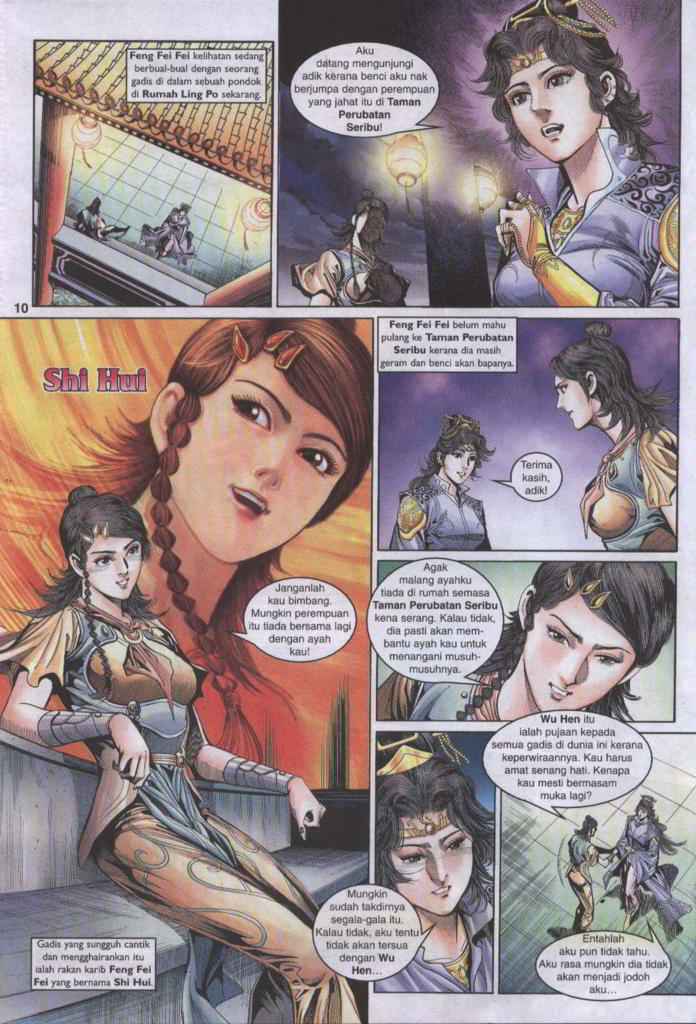 Feng Fei Fei kelihatan sedang
berbual-bual dengan seorang
gadis di dalam sebuah pondok
di Rumah Ling Po sekarang.
Aku
datang mengunjungi
adik kerana benci aku nak
berjumpa dengan perempuan
yang jahat itu di Taman
Perubatan
Seribu!
10
Shi Hui
Janganlah
kau bimbang.
Mungkin perempuan
itu tiada bersama lagi
dengan ayah
kau!
Gadis yang sungguh cantik
dan menghairankan itu
ialah rakan karib Feng Fei
Fei yang bernama Shi Hui.
Feng Fei Fei belum mahu
pulang ke Taman Perubatan
Seribu kerana dia masih
geram dan benci akan bapanya.
Terima
kasih,
adik!
Agak
malang ayahku
tiada di rumah semasa
Taman Perubatan Seribu
kena serang. Kalau tidak,
dia pasti akan mem-
bantu ayah kau untuk
menangani musuh-
musuhnya.
Wu Hen itu
ialah pujaan kepada
semua gadis di dunia ini kerana
keperwiraannya. Kau harus
amat senang hati. Kenapa
kau mesti bermasam
muka lagi?
Mungkin
sudah takdirnya
segala-gala itu.
Kalau tidak, aku tentu
tidak akan tersua
dengan Wu
Hen...
Entahlah
aku pun tidak tahu.
Aku rasa mungkin dia tidak
akan menjadi jodoh
aku...